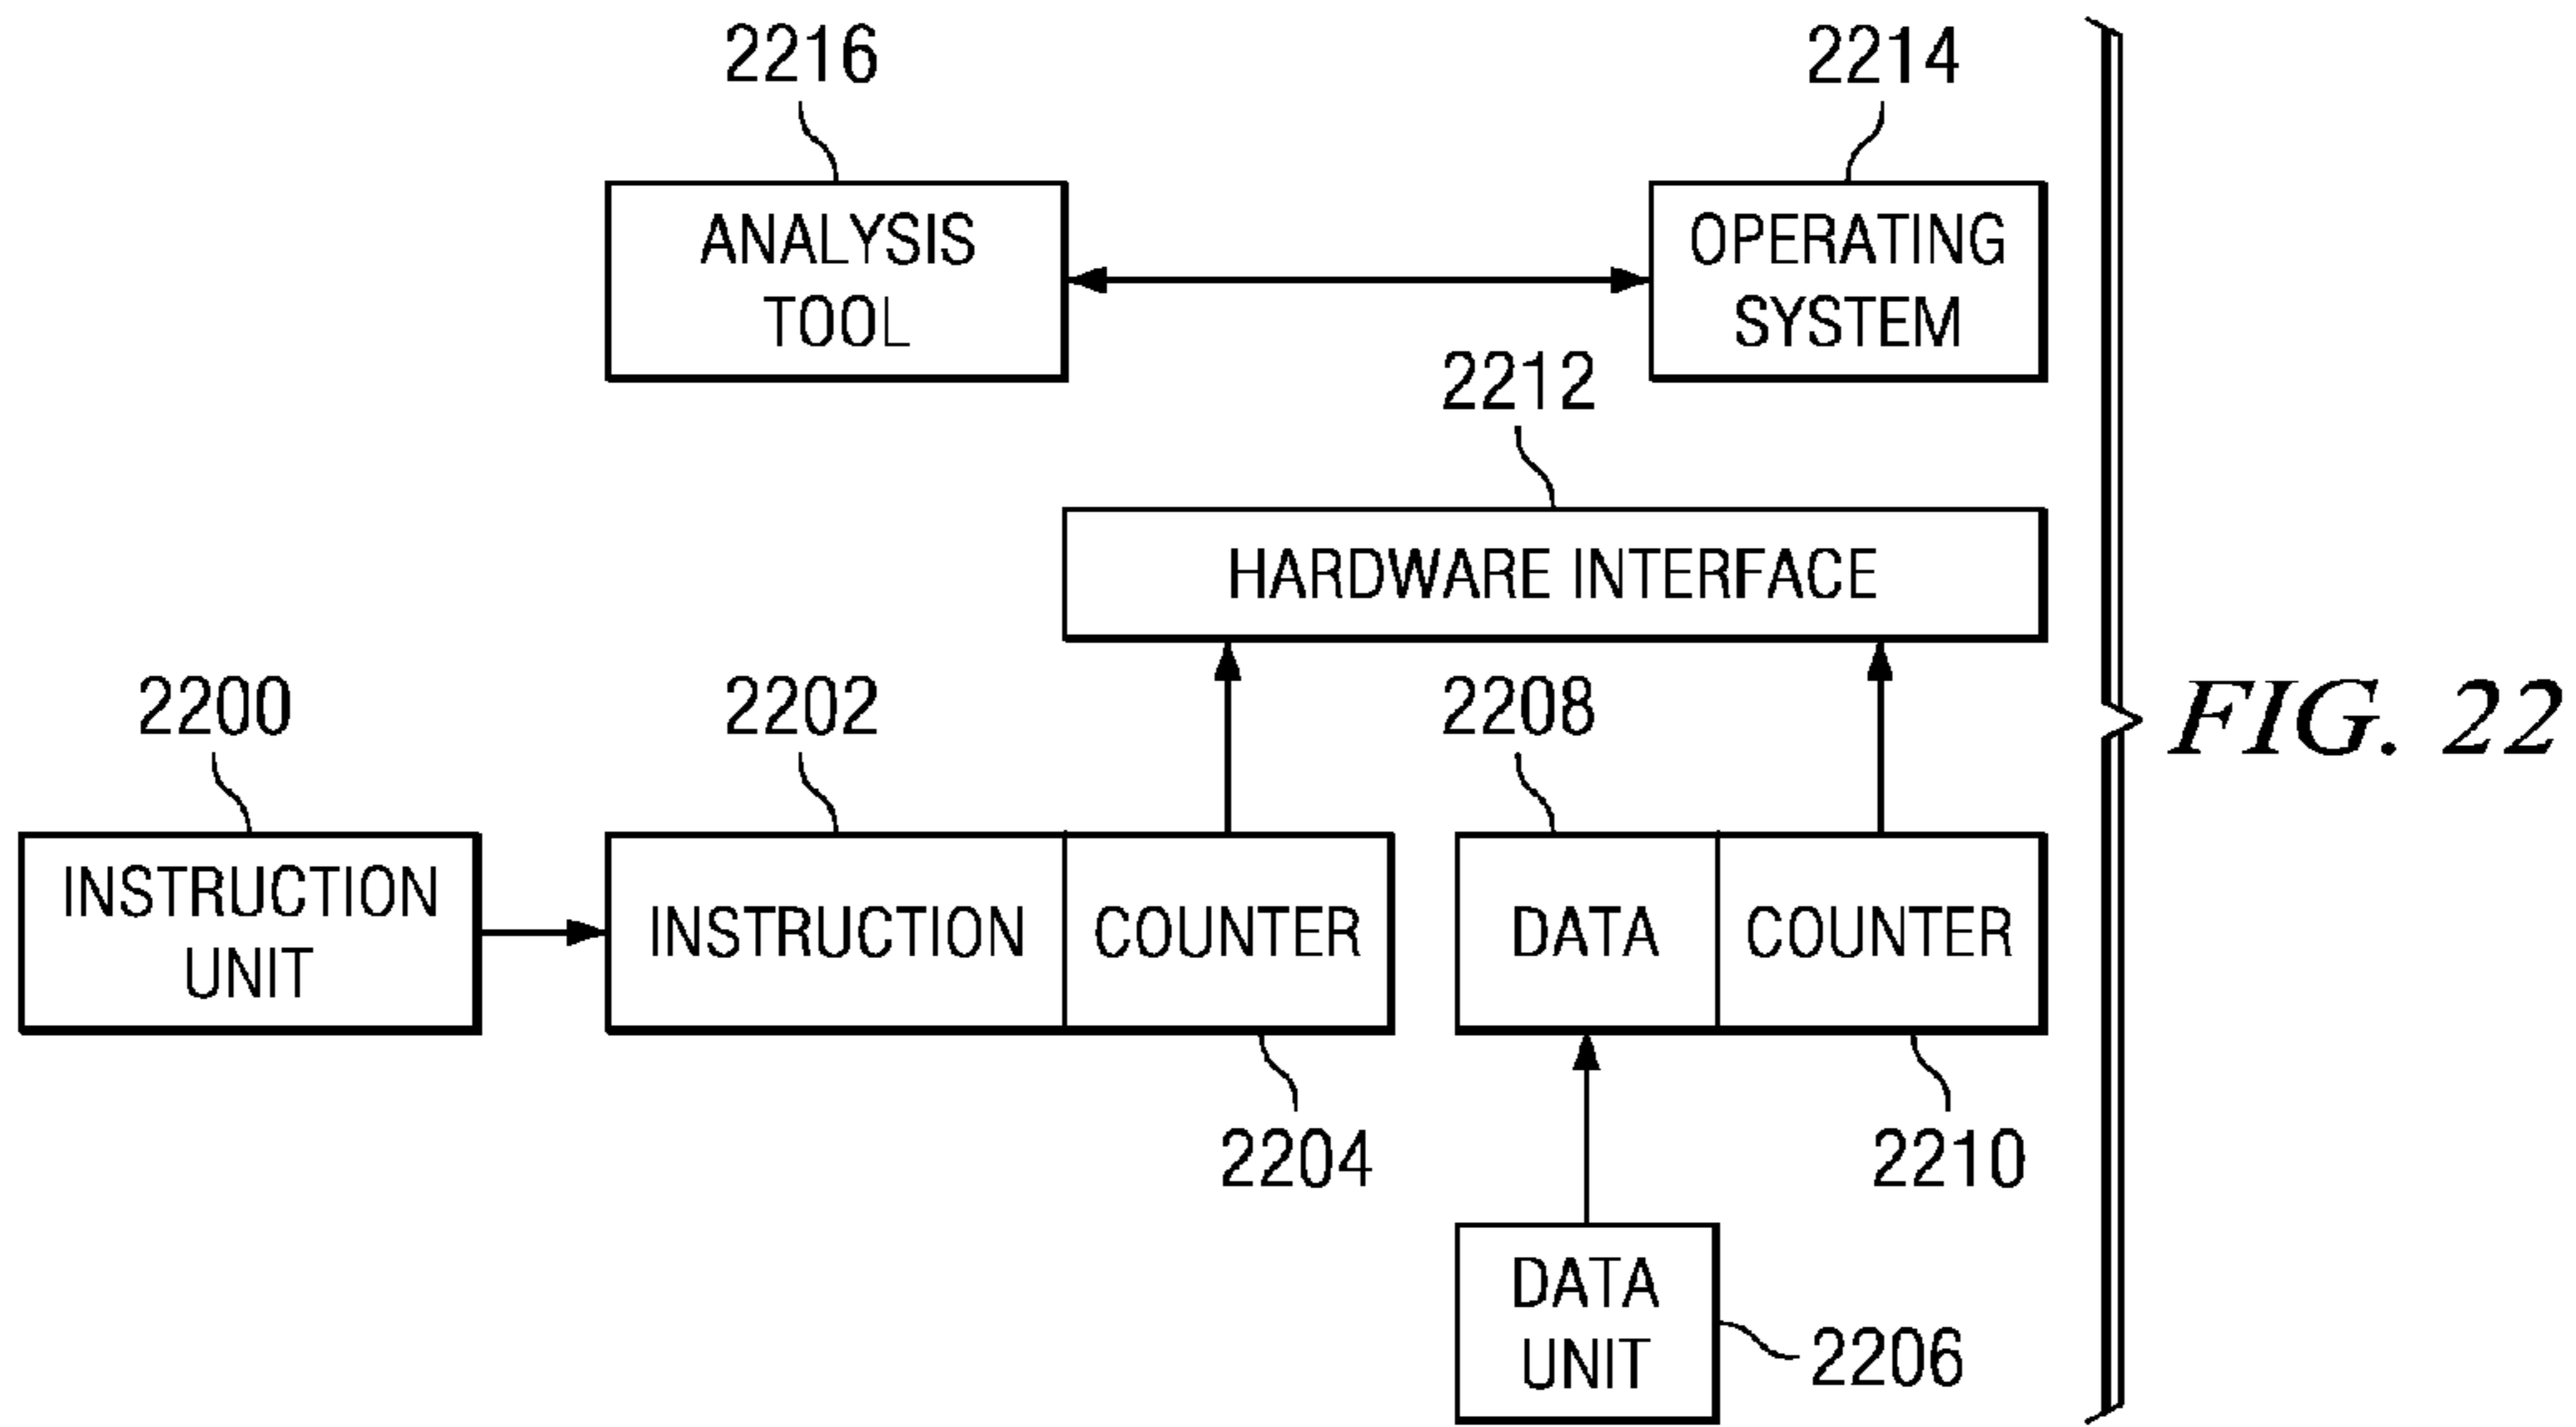 2216
2214
ANALYSIS
TOOL
OPERATING
SYSTEM
2212
HARDWARE INTERFACE
2200
2202
2208
FIG. 22
INSTRUCTION
UNIT
INSTRUCTION
COUNTER
DATA
COUNTER
2204
2210
DATA
UNIT
2206